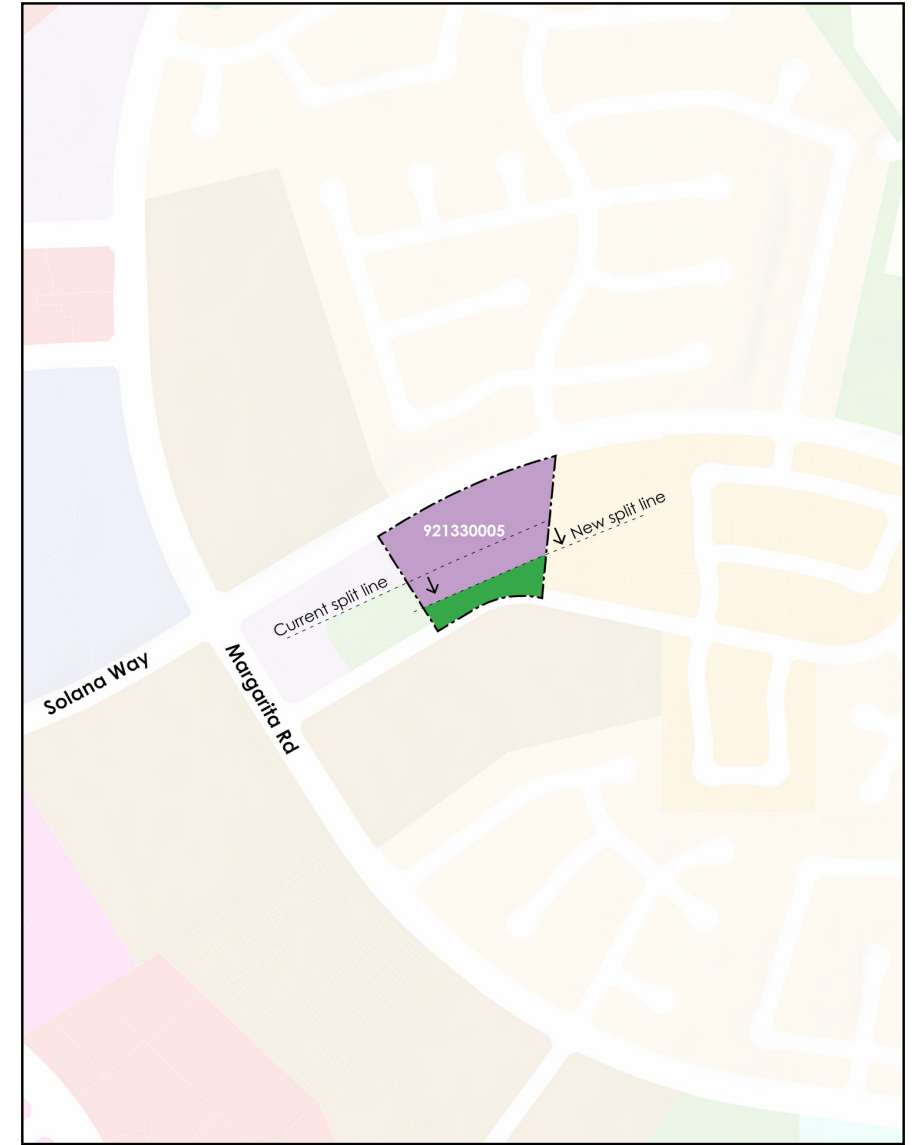 921330005
New split line
Current split line
Solana Way
Margarita Rd